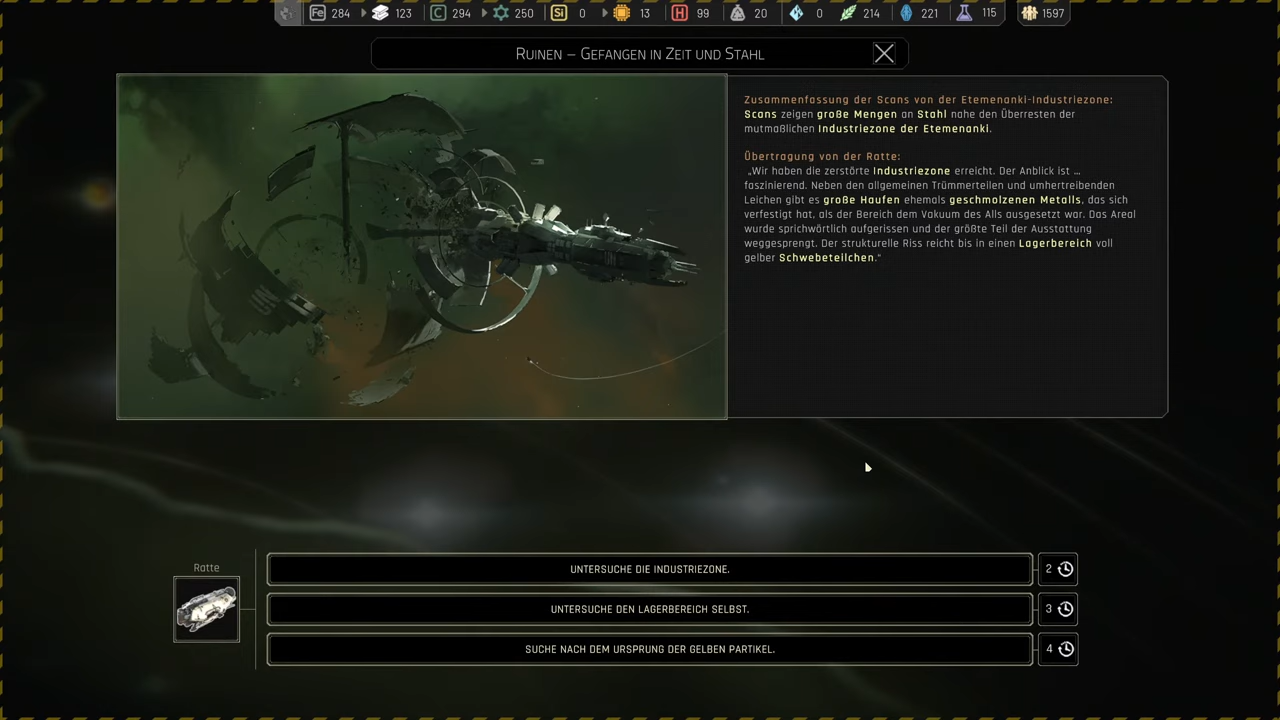 Fe 284 123 C 294 250 Si 0 13 H 99 20 0 214 221 115 1597
Ruinen – Gefangen in Zeit und Stahl
Zusammenfassung der Scans von der Etemenanki-Industriezone:
Scans zeigen große Mengen an Stahl nahe den Überresten der
mutmaßlichen Industriezone der Etemenanki.
Übertragung von der Ratte:
„Wir haben die zerstörte Industriezone erreicht. Der Anblick ist …
faszinierend. Neben den allgemeinen Trümmerteilen und umhertreibenden
Leichen gibt es große Haufen ehemals geschmolzenen Metalls, das sich
verfestigt hat, als der Bereich dem Vakuum des Alls ausgesetzt war. Das Areal
wurde sprichwörtlich aufgerissen und der größte Teil der Ausstattung
weggesprengt. Der strukturelle Riss reicht bis in einen Lagerbereich voll
gelber Schwebeteilchen.“
Ratte
UNTERSUCHE DIE INDUSTRIEZONE. 2
UNTERSUCHE DEN LAGERBEREICH SELBST. 3
SUCHE NACH DEM URSPRUNG DER GELBEN PARTIKEL. 4